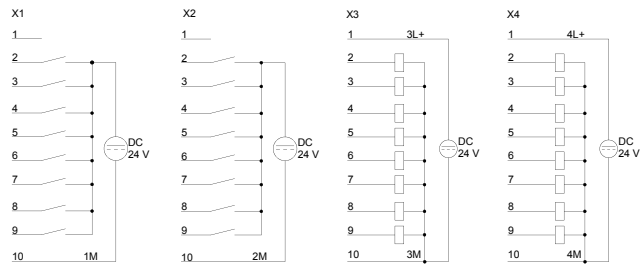 X1 X2 X3 X4
1 1 1 3L+ 1 4L+
2 2 2 2
3 3 3 3
4 4 4 4
5 5 5 5
DC DC DC DC
24 V 24 V 24 V 24 V
6 6 6 6
7 7 7 7
8 8 8 8
9 9 9 9
10 1M 10 2M 10 3M 10 4M